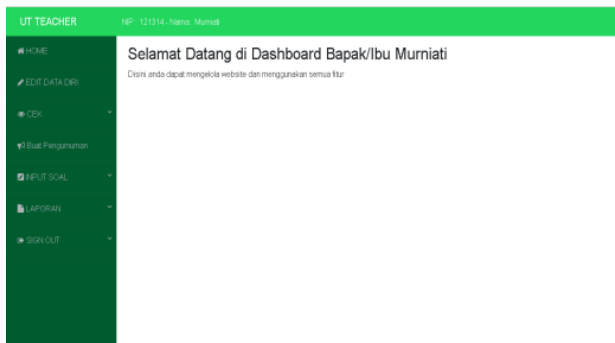 UT TEACHER
NIP : 121314 - Nama : Murniati
HOME
Selamat Datang di Dashboard Bapak/Ibu Murniati
Disini anda dapat mengelola website dan menggunakan semua fitur
EDIT DATA DIRI
CEK
Buat Pengumuman
INPUT SOAL
LAPORAN
SIGN OUT